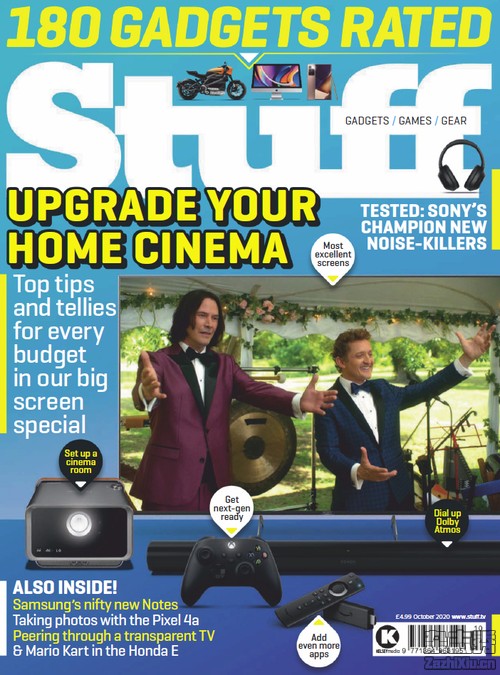 180 GADGETS RATED
Stuff
GADGETS / GAMES / GEAR
UPGRADE YOUR
HOME CINEMA
TESTED: SONY'S
CHAMPION NEW
NOISE-KILLERS
Most
excellent
screens
Top tips
and tellies
for every
budget
in our big
screen
special
Set up a
cinema
room
Get
next-gen
ready
Dial up
Dolby
Atmos
ALSO INSIDE!
Samsung's nifty new Notes
Taking photos with the Pixel 4a
Peering through a transparent TV
& Mario Kart in the Honda E
Add
even more
apps
£4.99 October 2020 www.stuff.tv
K
KELSEYmedia
10
ZaZhiXiu.cn